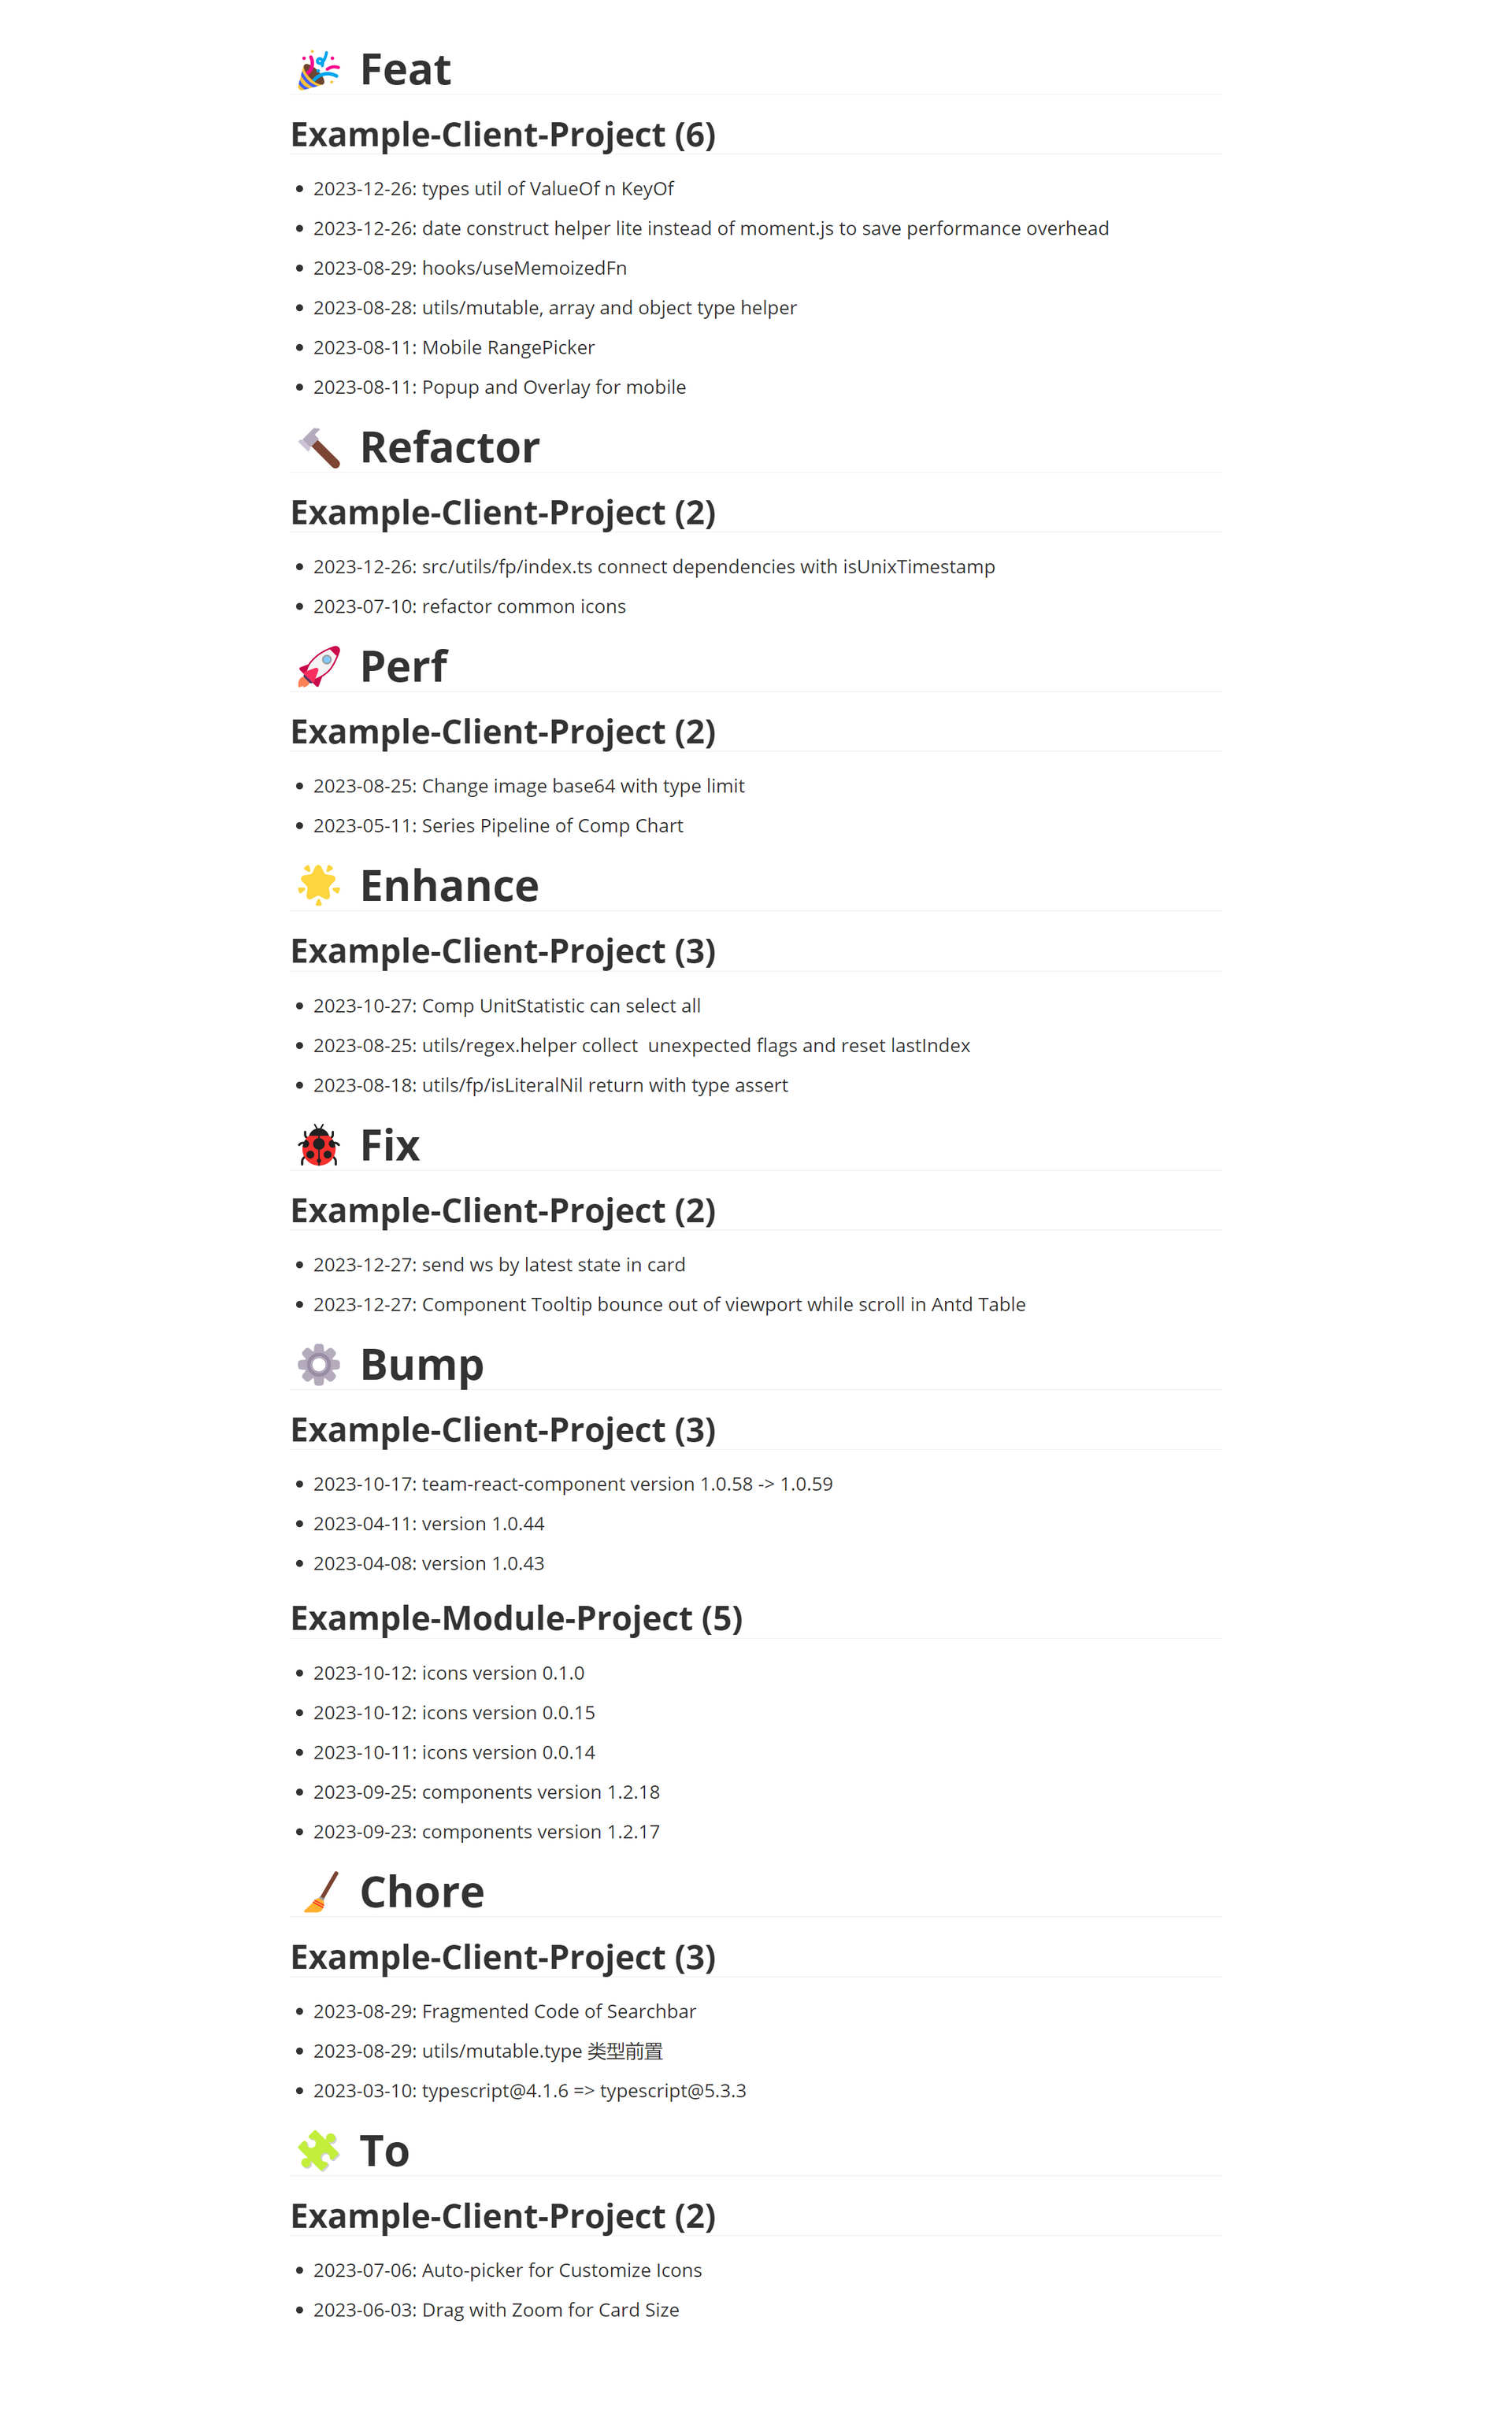 Feat
Example-Client-Project (6)
2023-12-26: types util of ValueOf n KeyOf
2023-12-26: date construct helper lite instead of moment.js to save performance overhead
2023-08-29: hooks/useMemoizedFn
2023-08-28: utils/mutable, array and object type helper
2023-08-11: Mobile RangePicker
2023-08-11: Popup and Overlay for mobile
Refactor
Example-Client-Project (2)
2023-12-26: src/utils/fp/index.ts connect dependencies with isUnixTimestamp
2023-07-10: refactor common icons
Perf
Example-Client-Project (2)
2023-08-25: Change image base64 with type limit
2023-05-11: Series Pipeline of Comp Chart
Enhance
Example-Client-Project (3)
2023-10-27: Comp UnitStatistic can select all
2023-08-25: utils/regex.helper collect  unexpected flags and reset lastIndex
2023-08-18: utils/fp/isLiteralNil return with type assert
Fix
Example-Client-Project (2)
2023-12-27: send ws by latest state in card
2023-12-27: Component Tooltip bounce out of viewport while scroll in Antd Table
Bump
Example-Client-Project (3)
2023-10-17: team-react-component version 1.0.58 -> 1.0.59
2023-04-11: version 1.0.44
2023-04-08: version 1.0.43
Example-Module-Project (5)
2023-10-12: icons version 0.1.0
2023-10-12: icons version 0.0.15
2023-10-11: icons version 0.0.14
2023-09-25: components version 1.2.18
2023-09-23: components version 1.2.17
Chore
Example-Client-Project (3)
2023-08-29: Fragmented Code of Searchbar
2023-08-29: utils/mutable.type 类型前置
2023-03-10: typescript@4.1.6 => typescript@5.3.3
To
Example-Client-Project (2)
2023-07-06: Auto-picker for Customize Icons
2023-06-03: Drag with Zoom for Card Size